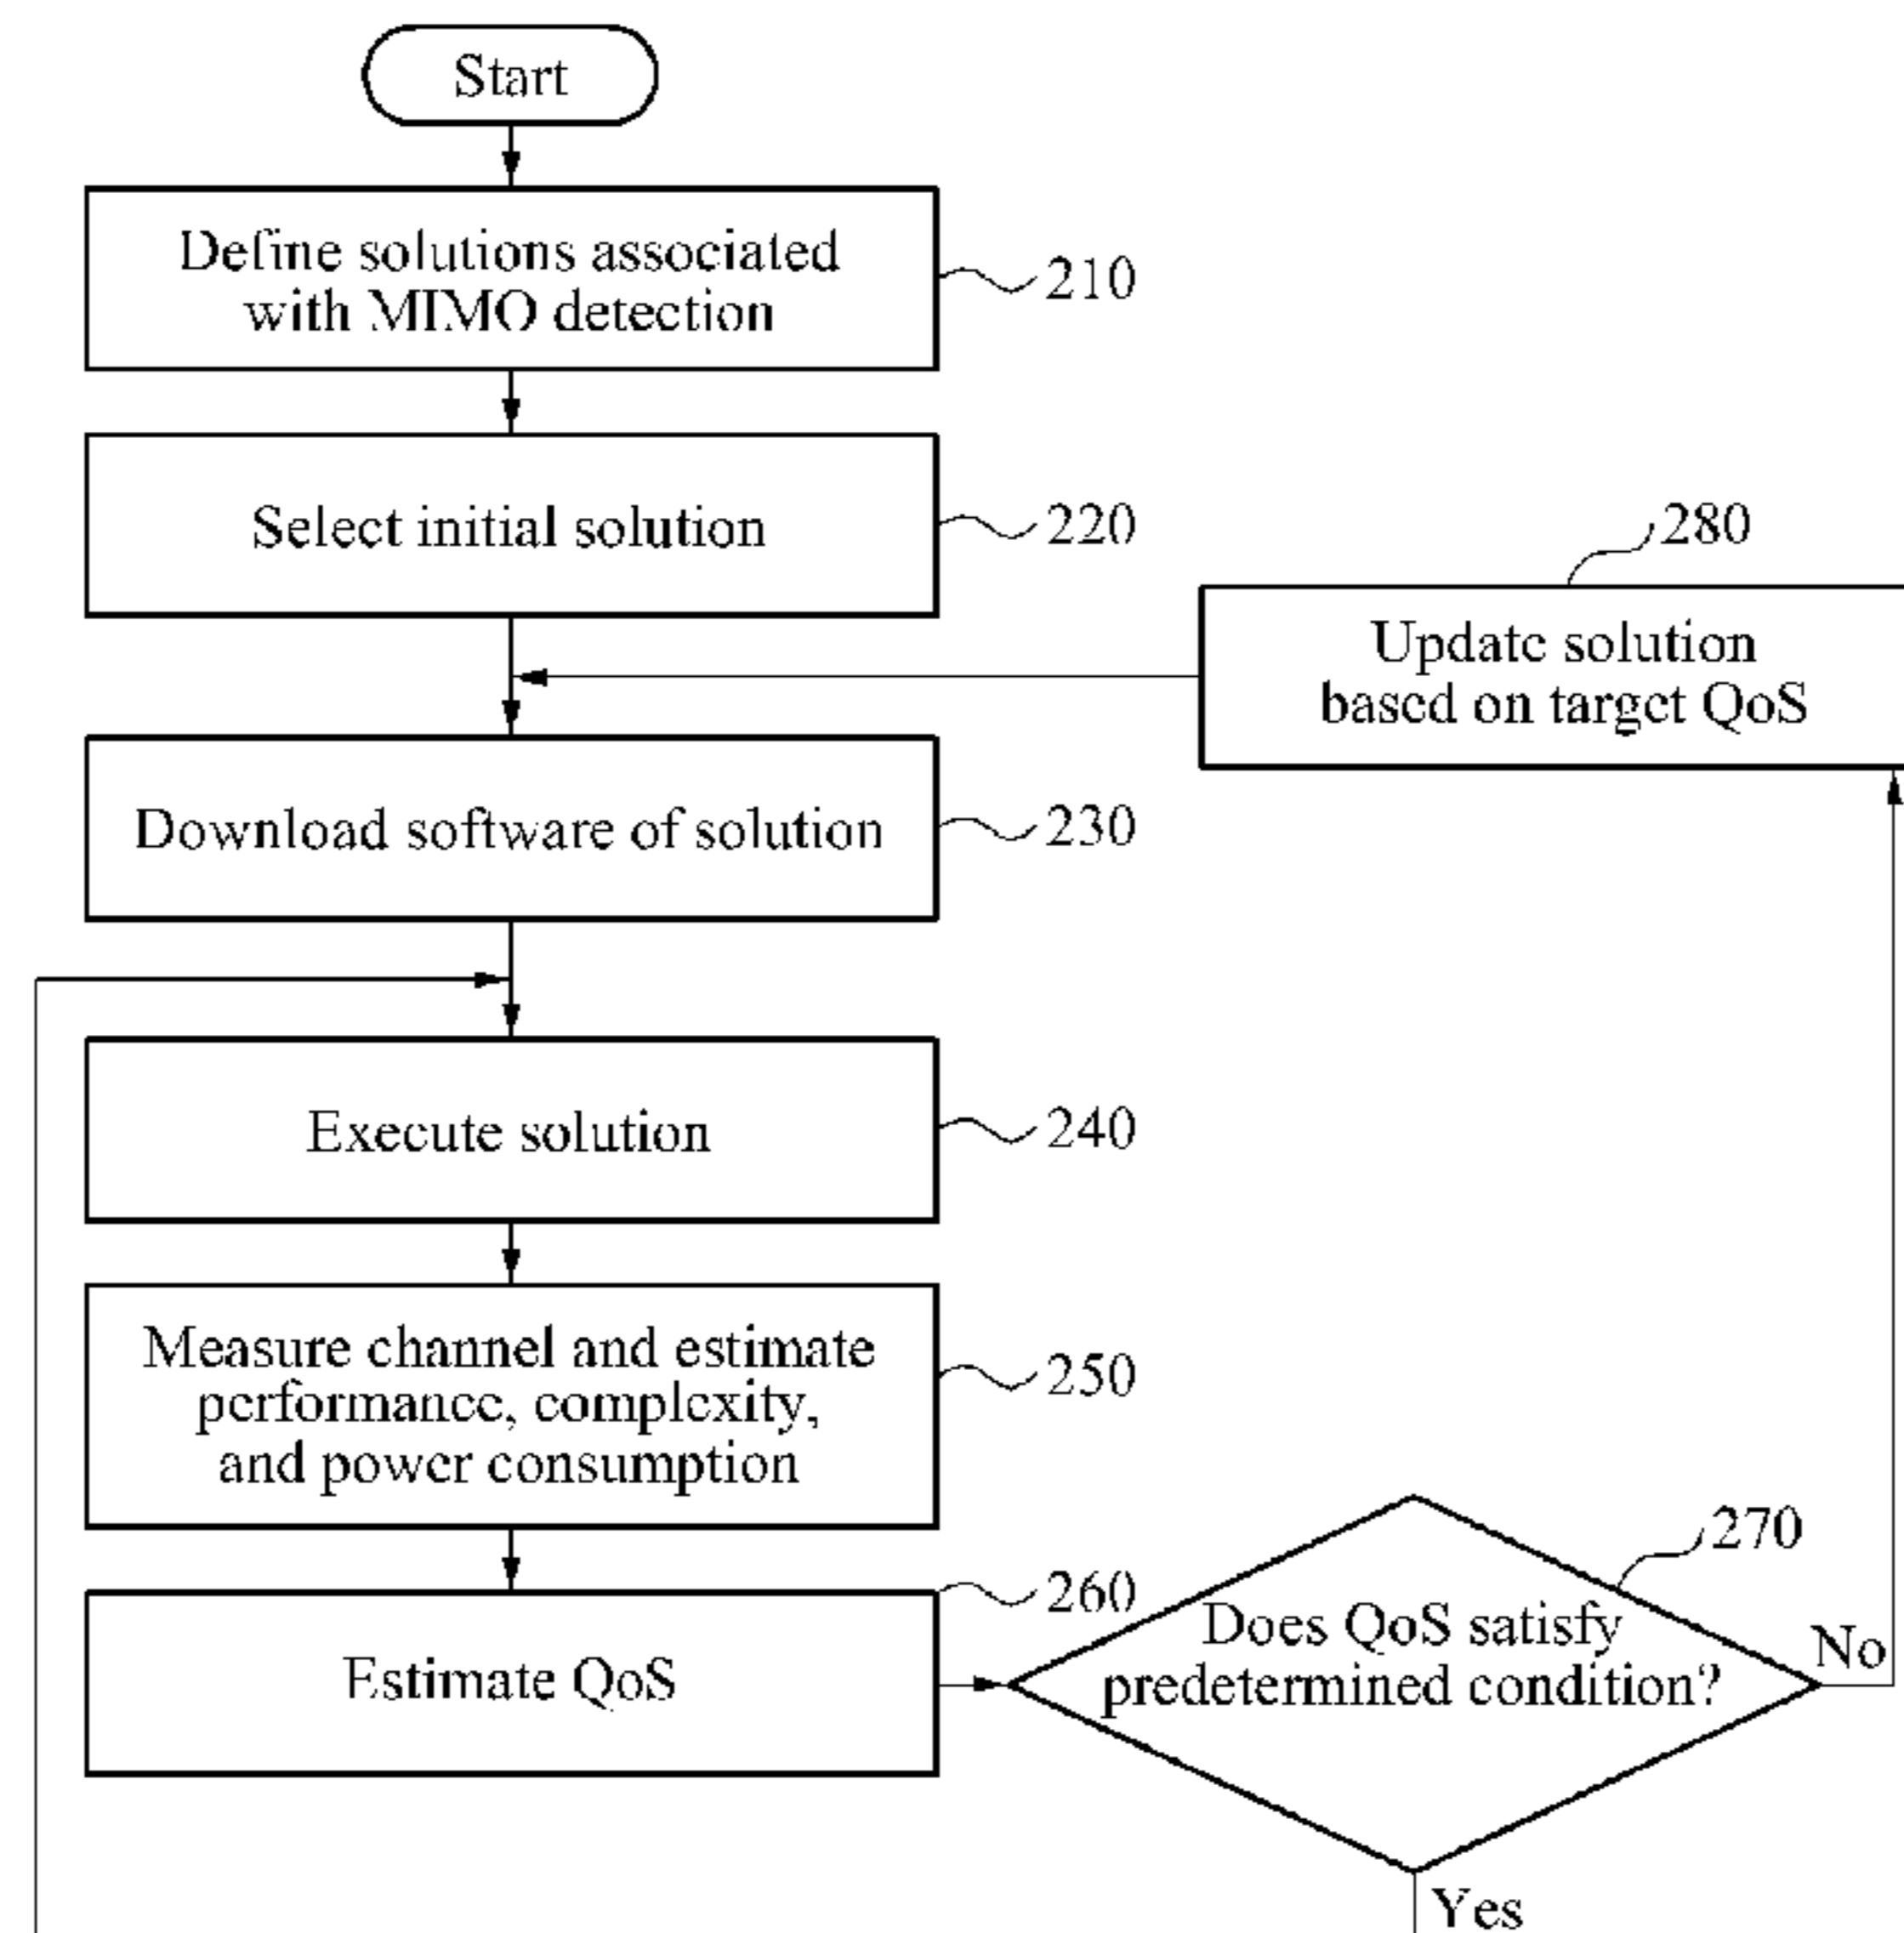 Start
Define solutions associated
with MIMO detection
210
Select initial solution
220
280
Update solution
based on target QoS
Download software of solution
230
Execute solution
240
Measure channel and estimate
performance, complexity,
and power consumption
250
260
Estimate QoS
270
Does QoS satisfy
predetermined condition?
No
Yes